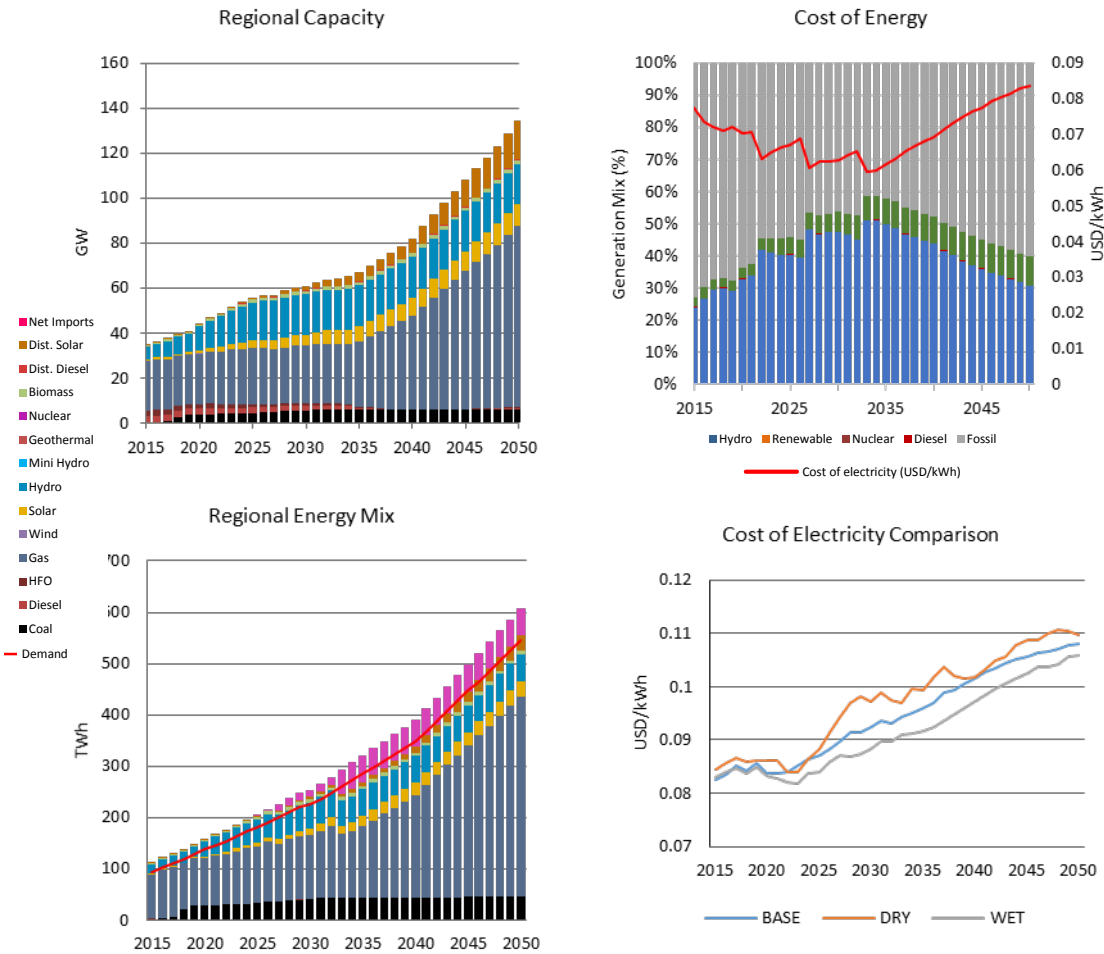 Regional Capacity
160
140
120
100
80
60
40
20
0
GW
2015 2020 2025 2030 2035 2040 2045 2050
Cost of Energy
100%
90%
80%
70%
60%
50%
40%
30%
20%
10%
0%
Generation Mix (%)
0.09
0.08
0.07
0.06
0.05
0.04
0.03
0.02
0.01
0
USD/kWh
2015 2025 2035 2045
Hydro Renewable Nuclear Diesel Fossil
Cost of electricity (USD/kWh)
Net Imports
Dist. Solar
Dist. Diesel
Biomass
Nuclear
Geothermal
Mini Hydro
Hydro
Solar
Wind
Gas
HFO
Diesel
Coal
Demand
Regional Energy Mix
700
600
500
400
300
200
100
0
TWh
2015 2020 2025 2030 2035 2040 2045 2050
Cost of Electricity Comparison
0.12
0.11
0.1
0.09
0.08
0.07
USD/kWh
2015 2020 2025 2030 2035 2040 2045 2050
BASE DRY WET